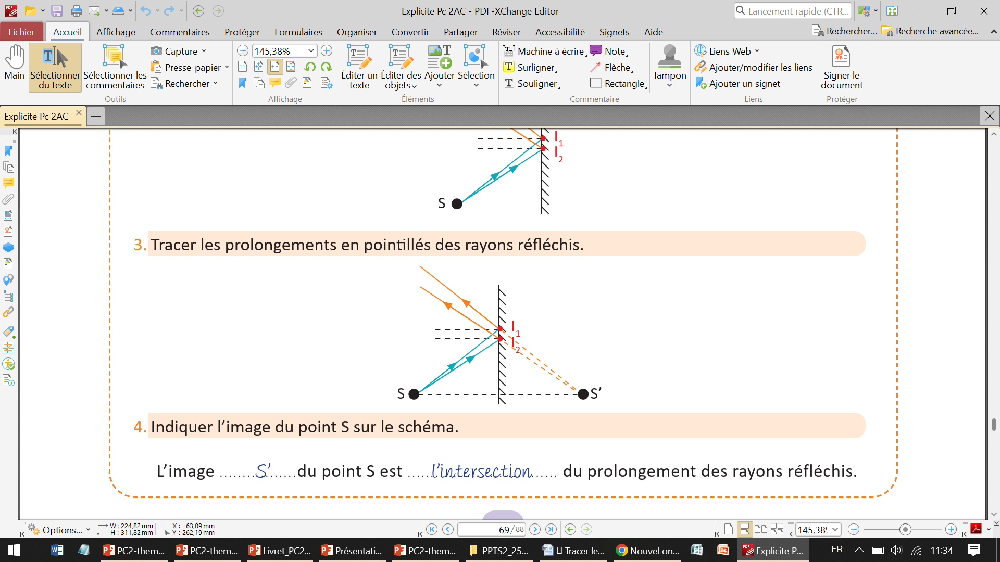 Explicite Pc 2AC - PDF-XChange Editor
Lancement rapide (CTR...
Fichier Accueil Affichage Commentaires Protéger Formulaires Organiser Convertir Partager Réviser Accessibilité Signets Aide Rechercher... Recherche avancée...
Main
Sélectionner du texte
Sélectionner les commentaires
Capture
Presse-papier
Rechercher
Outils
145,38%
Affichage
Éditer un texte
Éditer des objets
Ajouter
Sélection
Éléments
Machine à écrire
Surligner
Souligner
Note
Flèche
Rectangle
Commentaire
Tampon
Liens Web
Ajouter/modifier les liens
Ajouter un signet
Liens
Signer le document
Protéger
Explicite Pc 2AC
I1
I2
S
3. Tracer les prolongements en pointillés des rayons réfléchis.
I1
I2
S S’
4. Indiquer l’image du point S sur le schéma.
L’image ........S’.......du point S est ......l’intersection...... du prolongement des rayons réfléchis.
Options...
W: 224,82 mm
H: 311,82 mm
X: 63,09 mm
Y: 262,19 mm
69 / 88
145,38%
PC2-them...
PC2-them...
Livret_PC2...
Présentati...
PC2-them...
PPTS2_25...
Tracer le...
Nouvel on...
Explicite P...
FR
11:34